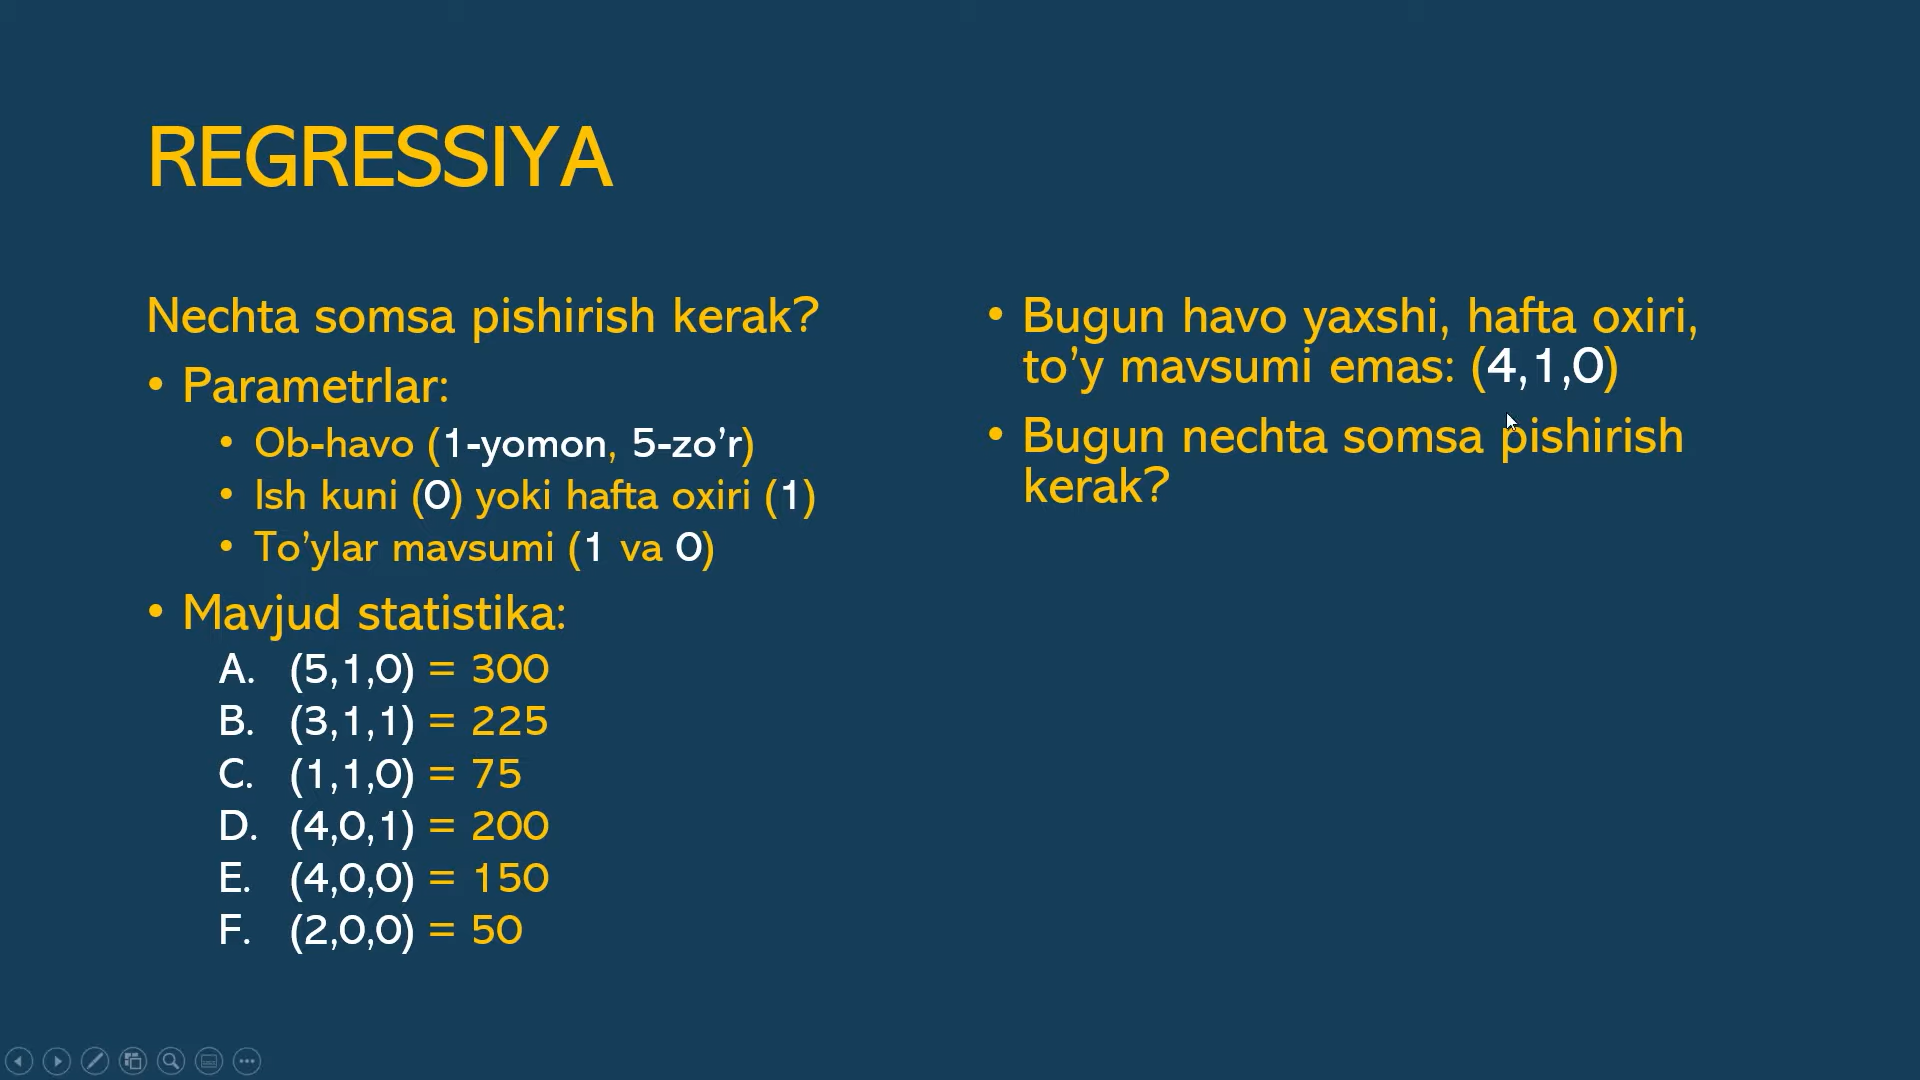 REGRESSIYA
Nechta somsa pishirish kerak?
• Parametrlar:
• Ob-havo (1-yomon, 5-zo’r)
• Ish kuni (0) yoki hafta oxiri (1)
• To’ylar mavsumi (1 va 0)
• Mavjud statistika:
A. (5,1,0) = 300
B. (3,1,1) = 225
C. (1,1,0) = 75
D. (4,0,1) = 200
E. (4,0,0) = 150
F. (2,0,0) = 50
• Bugun havo yaxshi, hafta oxiri,
to’y mavsumi emas: (4,1,0)
• Bugun nechta somsa pishirish
kerak?